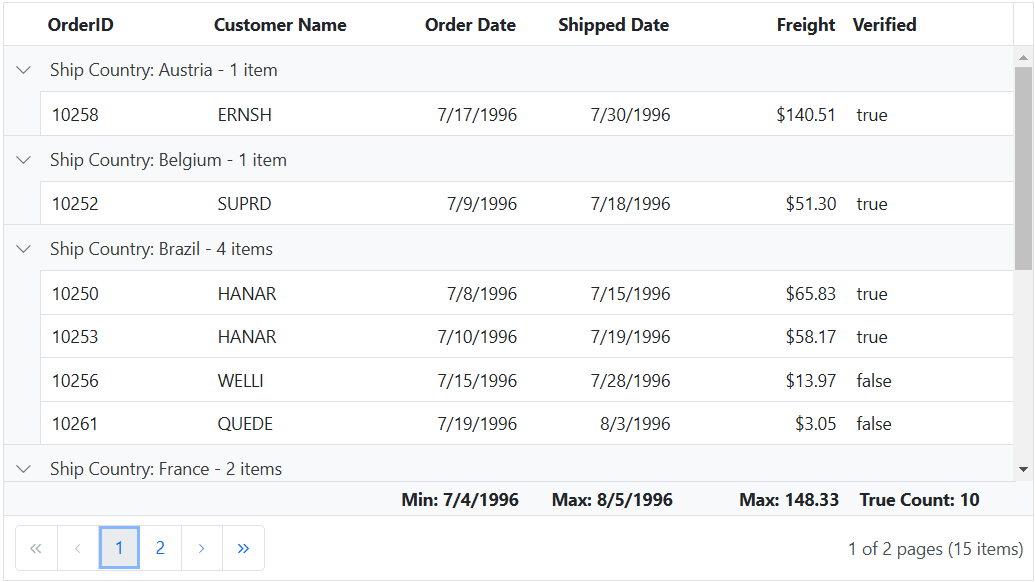 OrderID Customer Name Order Date Shipped Date Freight Verified
Ship Country: Austria - 1 item
10258 ERNSH 7/17/1996 7/30/1996 $140.51 true
Ship Country: Belgium - 1 item
10252 SUPRD 7/9/1996 7/18/1996 $51.30 true
Ship Country: Brazil - 4 items
10250 HANAR 7/8/1996 7/15/1996 $65.83 true
10253 HANAR 7/10/1996 7/19/1996 $58.17 true
10256 WELLI 7/15/1996 7/28/1996 $13.97 false
10261 QUEDE 7/19/1996 8/3/1996 $3.05 false
Ship Country: France - 2 items
Min: 7/4/1996 Max: 8/5/1996 Max: 148.33 True Count: 10
« ‹ 1 2 › » 1 of 2 pages (15 items)